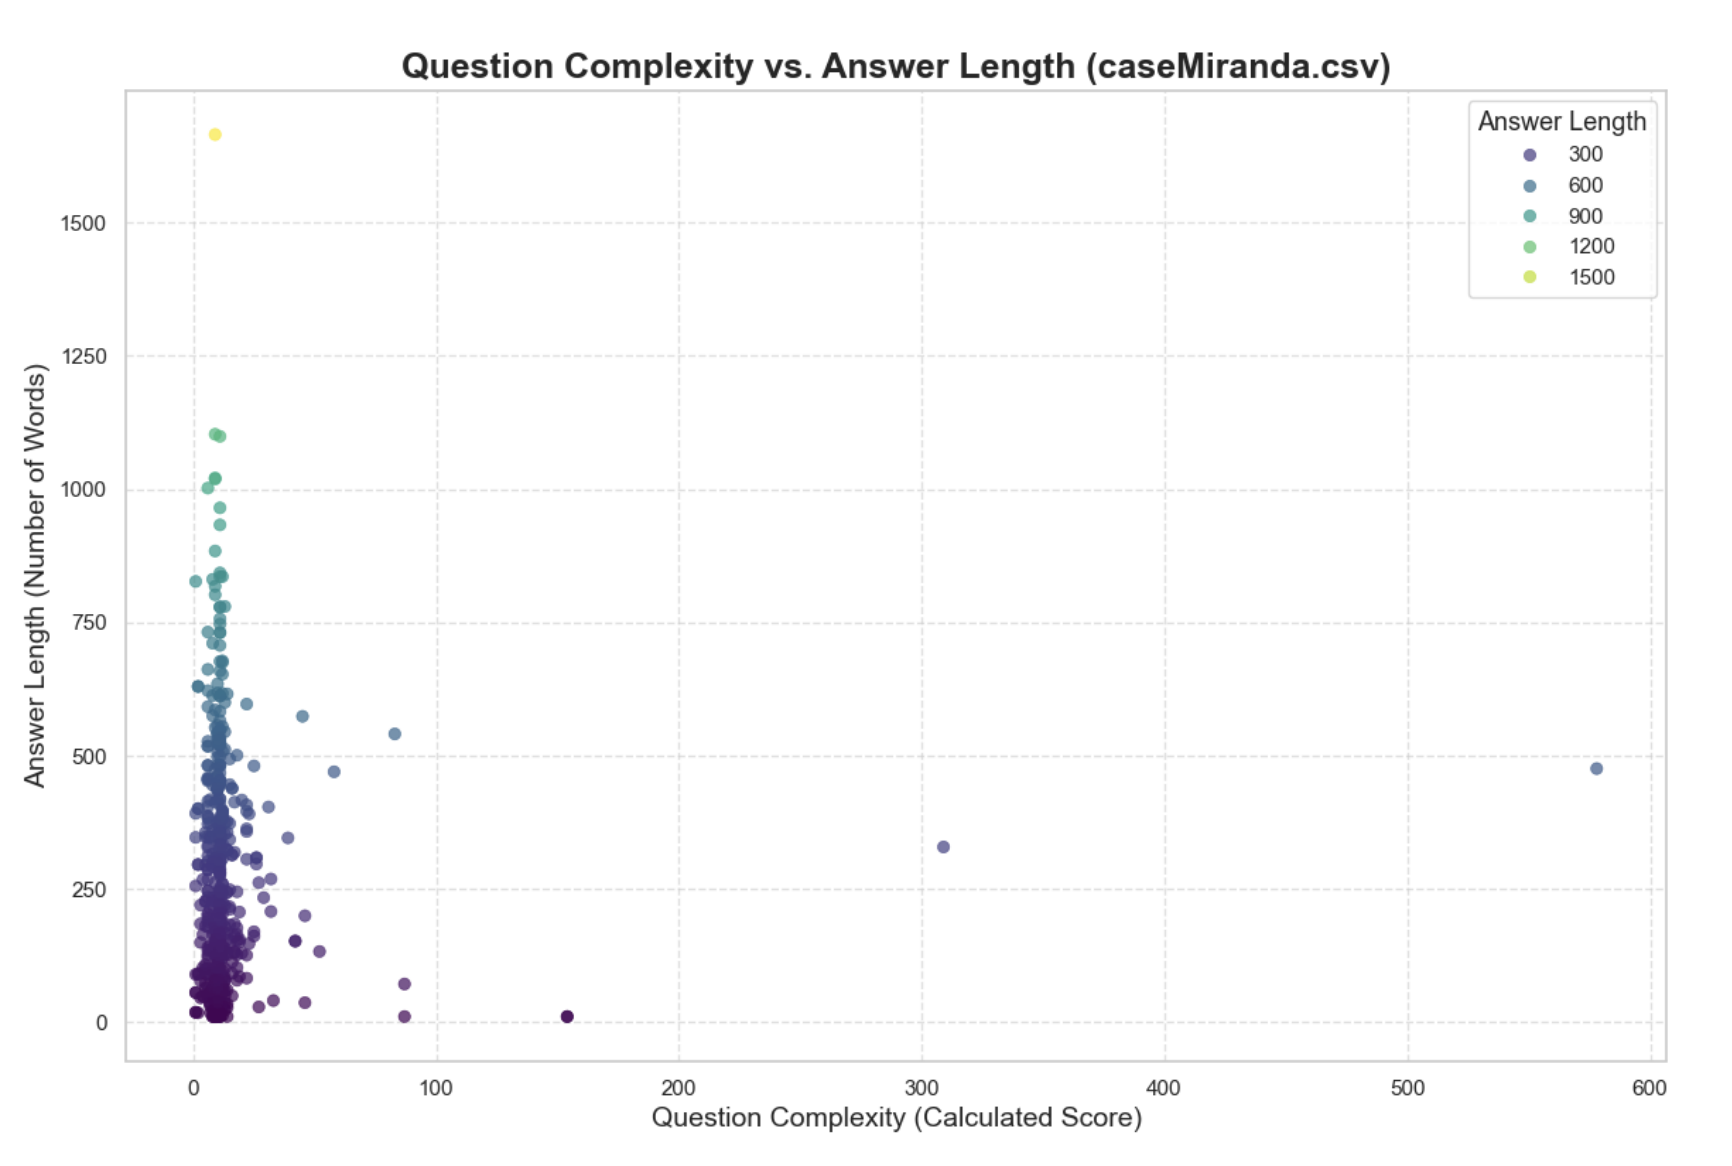 Question Complexity vs. Answer Length (caseMiranda.csv)
Answer Length
300
600
900
1200
1500
Answer Length (Number of Words)
1500
1250
1000
750
500
250
0
0 100 200 300 400 500 600
Question Complexity (Calculated Score)